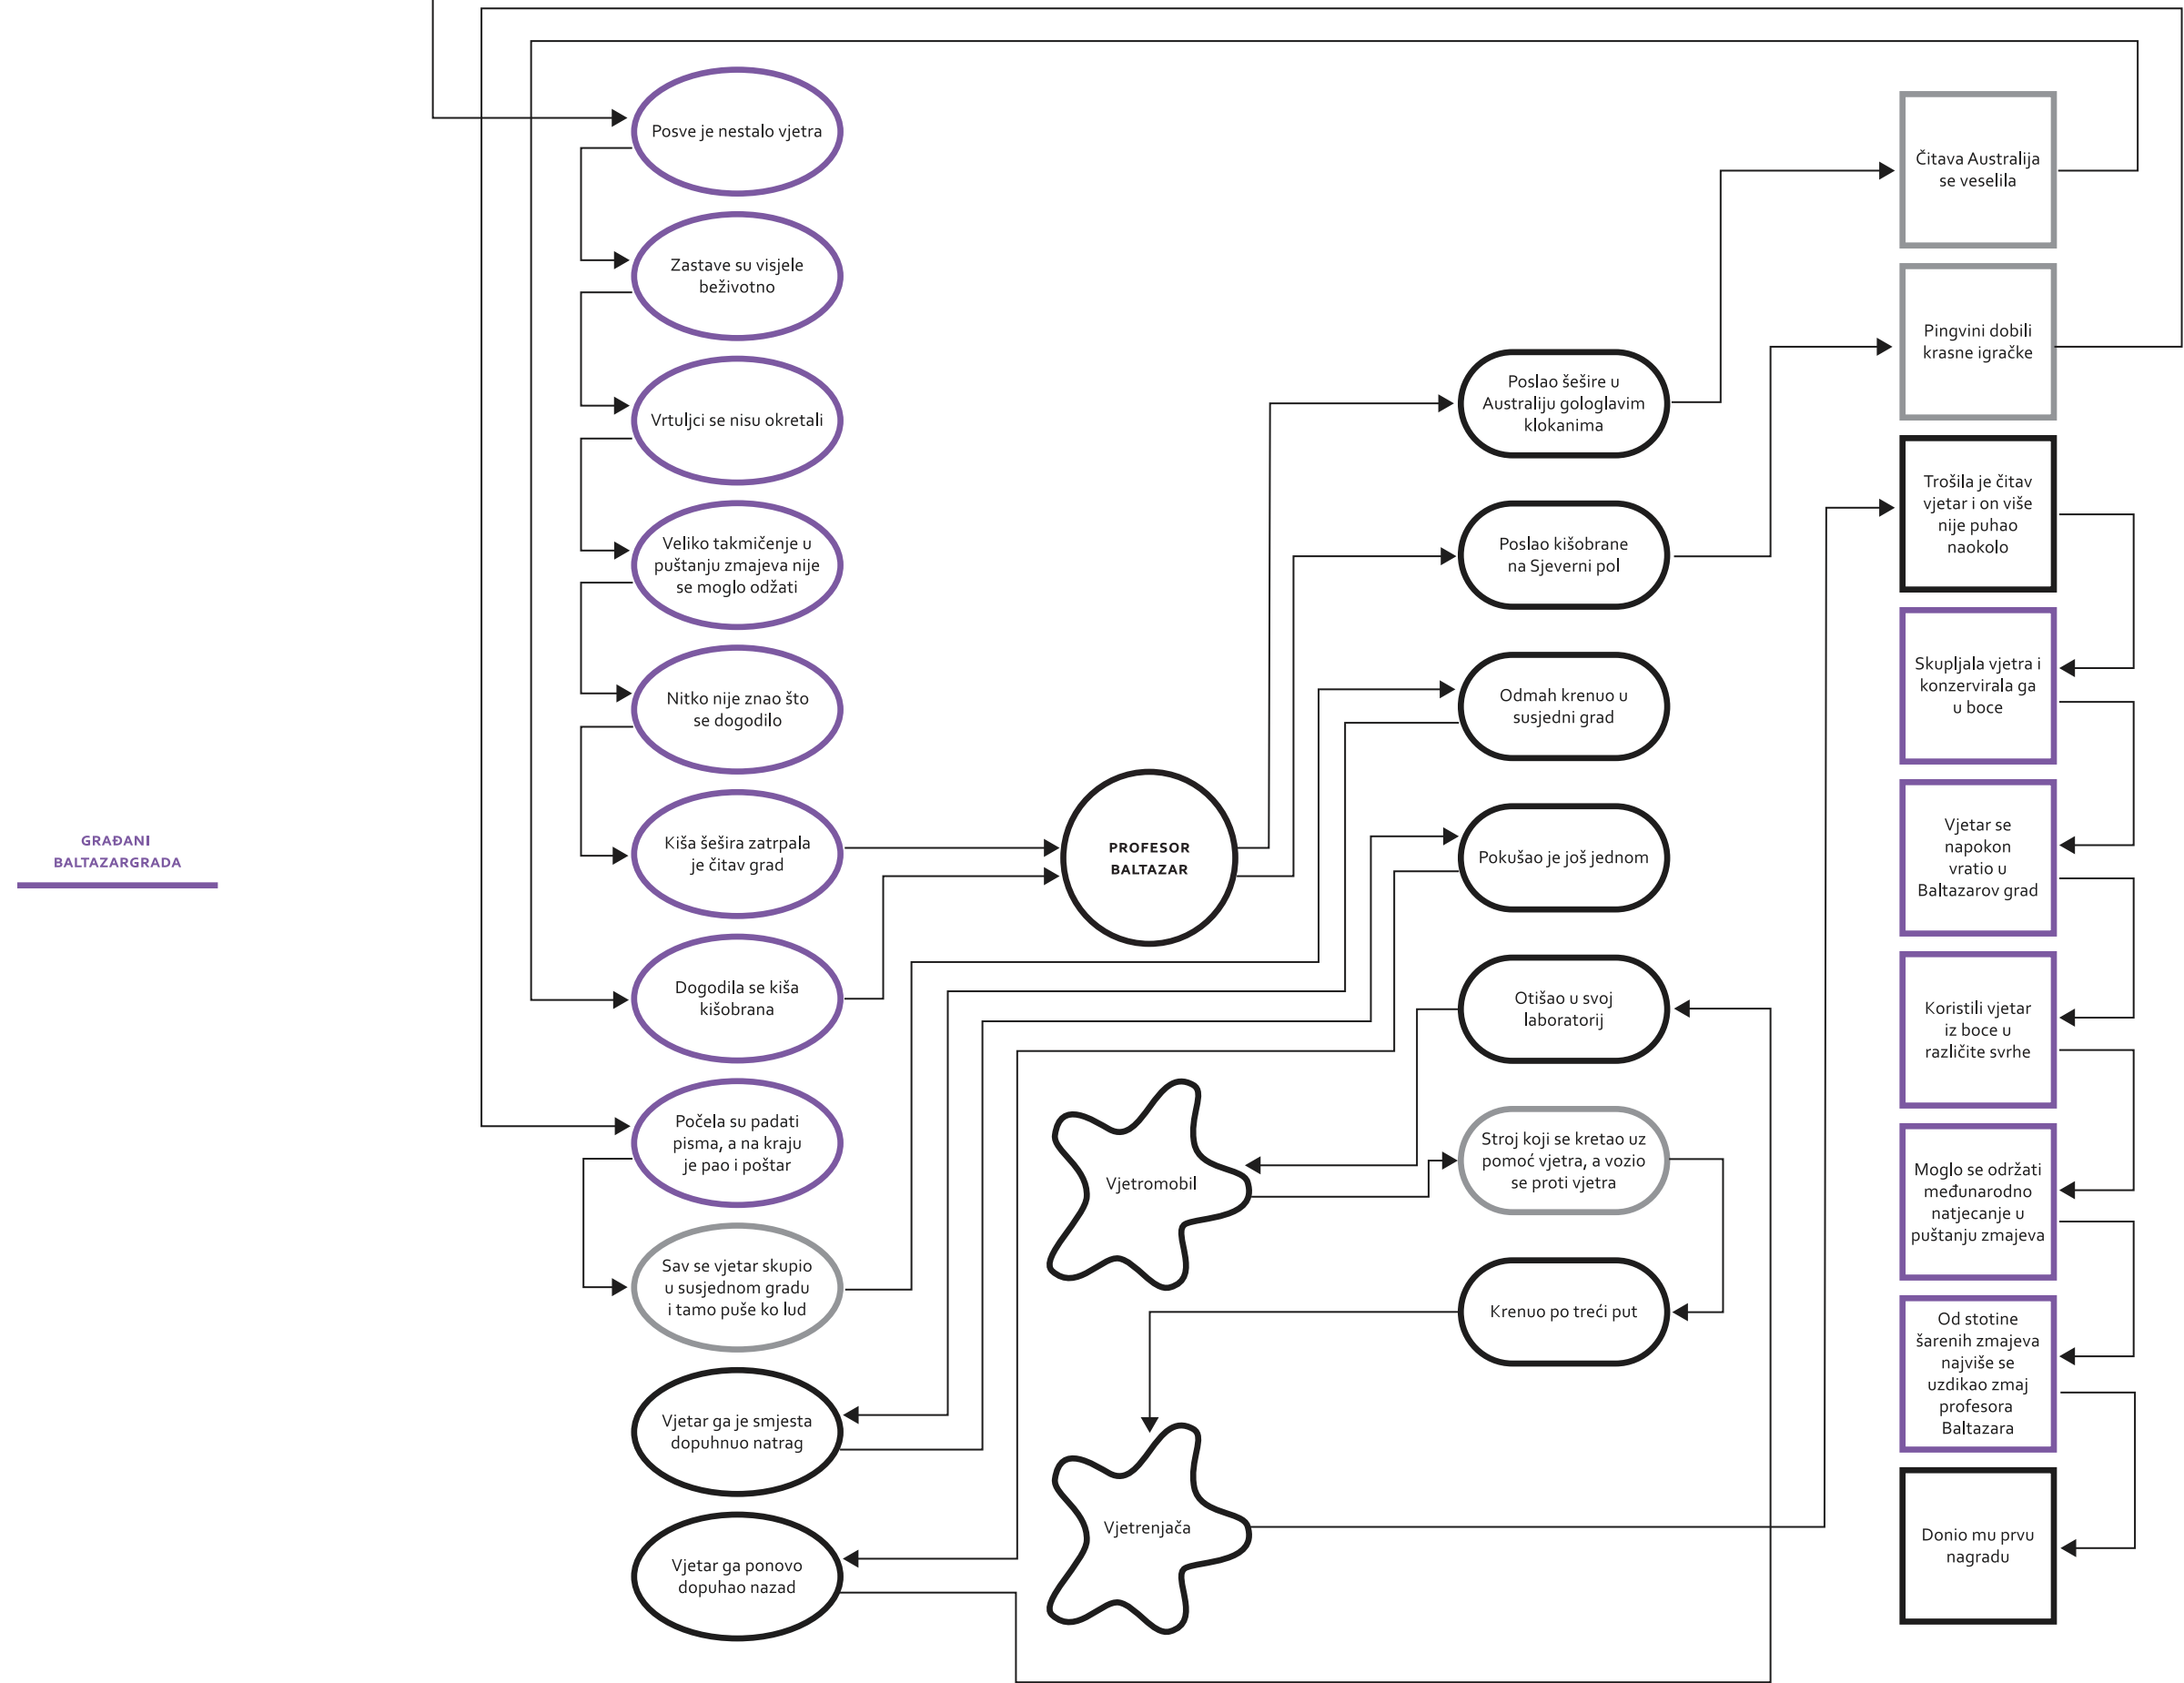 GRAĐANI
BALTAZARGRADA
Posve je nestalo vjetra
Zastave su visjele
beživotno
Vrtuljci se nisu okretali
Veliko takmičenje u
puštanju zmajeva nije
se moglo odžati
Nitko nije znao što
se dogodilo
Kiša šešira zatrpala
je čitav grad
Dogodila se kiša
kišobrana
Počela su padati
pisma, a na kraju
je pao i poštar
Sav se vjetar skupio
u susjednom gradu
i tamo puše ko lud
Vjetar ga je smjesta
dopuhnuo natrag
Vjetar ga ponovo
dopuhao nazad
PROFESOR
BALTAZAR
Vjetromobil
Vjetrenjača
Poslao šešire u
Australiju gologlavim
klokanima
Poslao kišobrane
na Sjeverni pol
Odmah krenuo u
susjedni grad
Pokušao je još jednom
Otišao u svoj
laboratorij
Stroj koji se kretao uz
pomoć vjetra, a vozio
se proti vjetra
Krenuo po treći put
Čitava Australija
se veselila
Pingvini dobili
krasne igračke
Trošila je čitav
vjetar i on više
nije puhao
naokolo
Skupljala vjetra i
konzervirala ga
u boce
Vjetar se
napokon
vratio u
Baltazarov grad
Koristili vjetar
iz boce u
različite svrhe
Moglo se održati
međunarodno
natjecanje u
puštanju zmajeva
Od stotine
šarenih zmajeva
najviše se
uzdikao zmaj
profesora
Baltazara
Donio mu prvu
nagradu